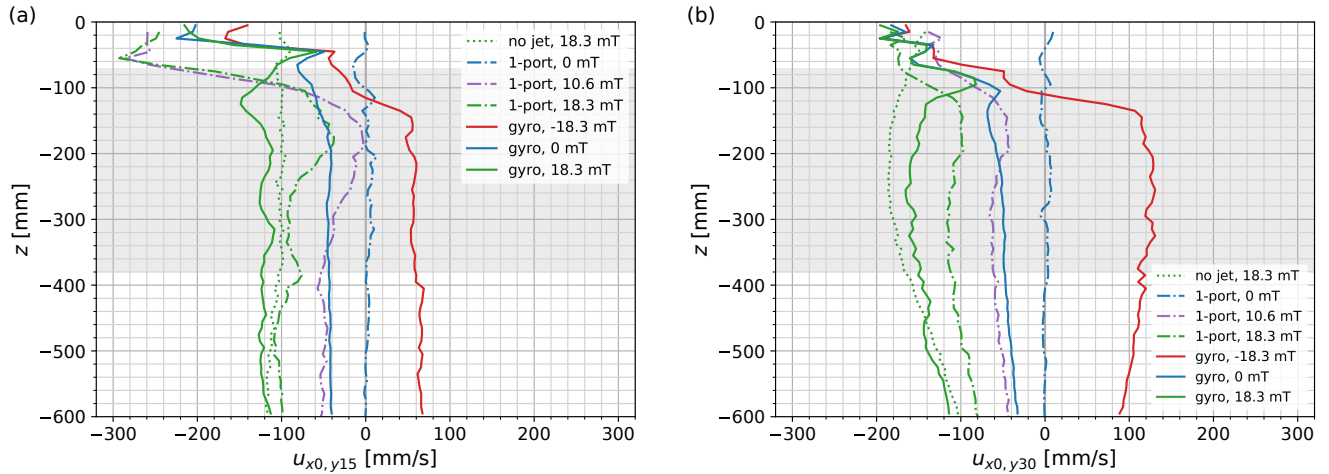 (a)
0
−100
−200
−300
−400
−500
−600
z [mm]
no jet, 18.3 mT
1-port, 0 mT
1-port, 10.6 mT
1-port, 18.3 mT
gyro, -18.3 mT
gyro, 0 mT
gyro, 18.3 mT
−300 −200 −100 0 100 200 300
u_{x0, y15} [mm/s]
(b)
0
−100
−200
−300
−400
−500
−600
z [mm]
no jet, 18.3 mT
1-port, 0 mT
1-port, 10.6 mT
1-port, 18.3 mT
gyro, -18.3 mT
gyro, 0 mT
gyro, 18.3 mT
−300 −200 −100 0 100 200 300
u_{x0, y30} [mm/s]